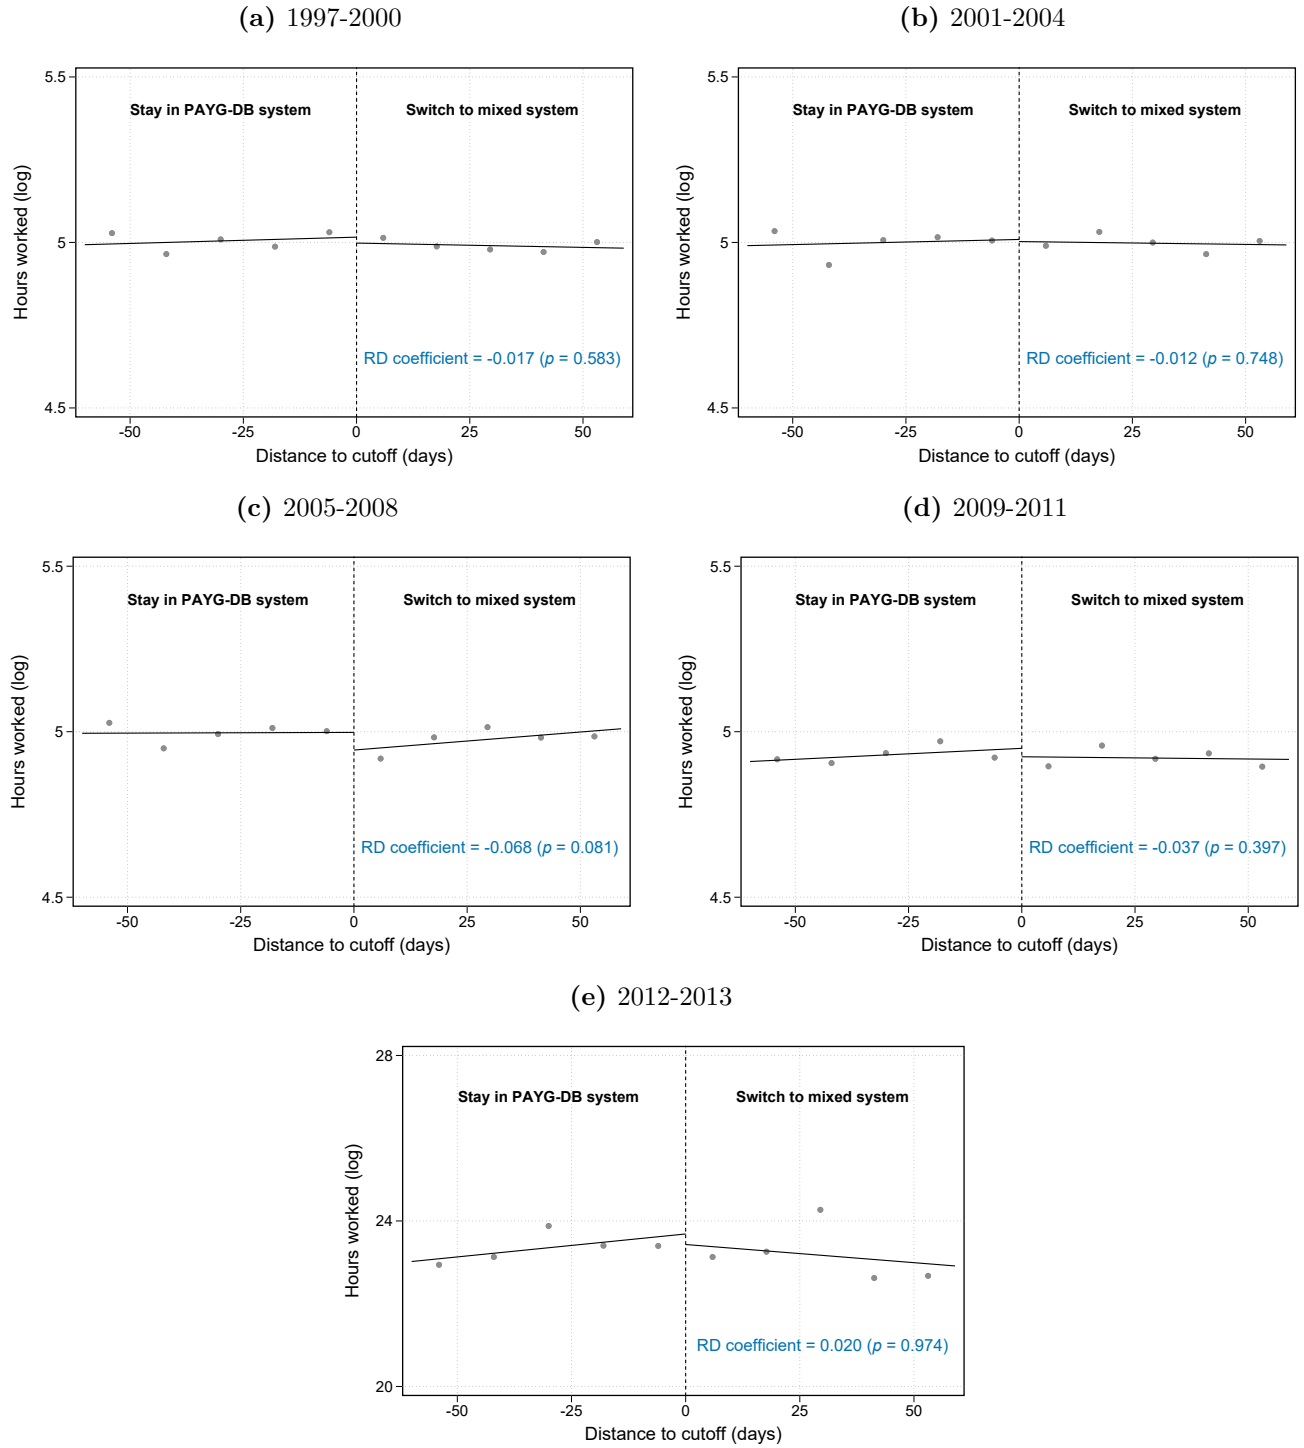 (a) 1997-2000
5.5
Stay in PAYG-DB system
Switch to mixed system
Hours worked (log)
5
RD coefficient = -0.017 (p = 0.583)
4.5
-50 -25 0 25 50
Distance to cutoff (days)
(b) 2001-2004
5.5
Stay in PAYG-DB system
Switch to mixed system
Hours worked (log)
5
RD coefficient = -0.012 (p = 0.748)
4.5
-50 -25 0 25 50
Distance to cutoff (days)
(c) 2005-2008
5.5
Stay in PAYG-DB system
Switch to mixed system
Hours worked (log)
5
RD coefficient = -0.068 (p = 0.081)
4.5
-50 -25 0 25 50
Distance to cutoff (days)
(d) 2009-2011
5.5
Stay in PAYG-DB system
Switch to mixed system
Hours worked (log)
5
RD coefficient = -0.037 (p = 0.397)
4.5
-50 -25 0 25 50
Distance to cutoff (days)
(e) 2012-2013
28
Stay in PAYG-DB system
Switch to mixed system
Hours worked (log)
24
RD coefficient = 0.020 (p = 0.974)
20
-50 -25 0 25 50
Distance to cutoff (days)